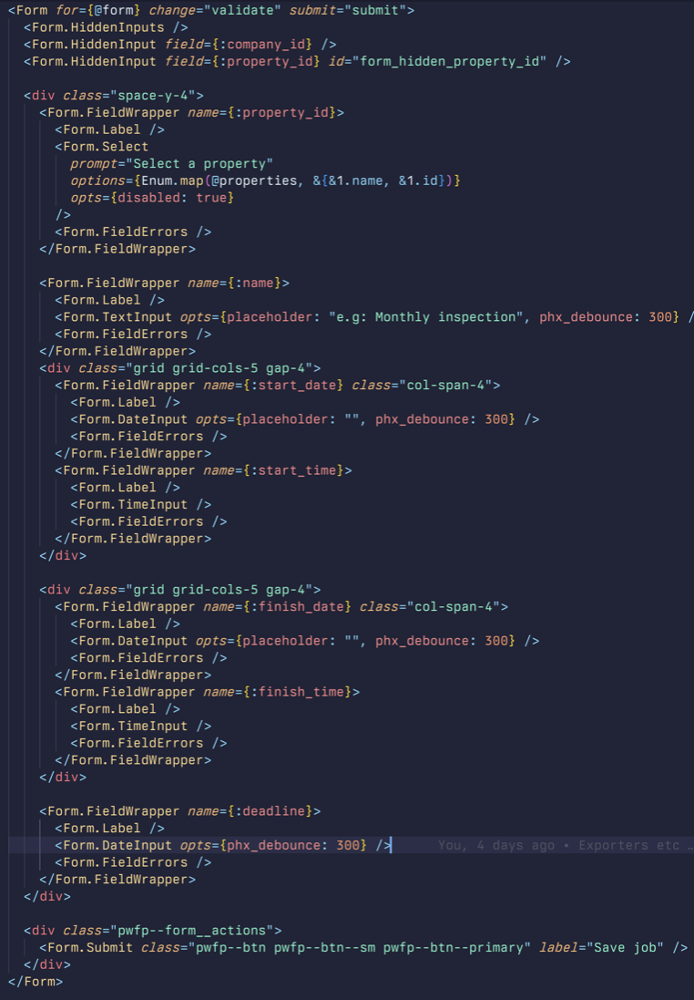 <Form for={@form} change="validate" submit="submit">
  <Form.HiddenInputs />
  <Form.HiddenInput field={:company_id} />
  <Form.HiddenInput field={:property_id} id="form_hidden_property_id" />

  <div class="space-y-4">
    <Form.FieldWrapper name={:property_id}>
      <Form.Label />
      <Form.Select
        prompt="Select a property"
        options={Enum.map(@properties, &{&1.name, &1.id})}
        opts={disabled: true}
      />
      <Form.FieldErrors />
    </Form.FieldWrapper>

    <Form.FieldWrapper name={:name}>
      <Form.Label />
      <Form.TextInput opts={placeholder: "e.g: Monthly inspection", phx_debounce: 300} /
      <Form.FieldErrors />
    </Form.FieldWrapper>
    <div class="grid grid-cols-5 gap-4">
      <Form.FieldWrapper name={:start_date} class="col-span-4">
        <Form.Label />
        <Form.DateInput opts={placeholder: "", phx_debounce: 300} />
        <Form.FieldErrors />
      </Form.FieldWrapper>
      <Form.FieldWrapper name={:start_time}>
        <Form.Label />
        <Form.TimeInput />
        <Form.FieldErrors />
      </Form.FieldWrapper>
    </div>

    <div class="grid grid-cols-5 gap-4">
      <Form.FieldWrapper name={:finish_date} class="col-span-4">
        <Form.Label />
        <Form.DateInput opts={placeholder: "", phx_debounce: 300} />
        <Form.FieldErrors />
      </Form.FieldWrapper>
      <Form.FieldWrapper name={:finish_time}>
        <Form.Label />
        <Form.TimeInput />
        <Form.FieldErrors />
      </Form.FieldWrapper>
    </div>

    <Form.FieldWrapper name={:deadline}>
      <Form.Label />
      <Form.DateInput opts={phx_debounce: 300} />      You, 4 days ago • Exporters etc …
      <Form.FieldErrors />
    </Form.FieldWrapper>
  </div>

  <div class="pwfp--form__actions">
    <Form.Submit class="pwfp--btn pwfp--btn--sm pwfp--btn--primary" label="Save job" />
  </div>
</Form>